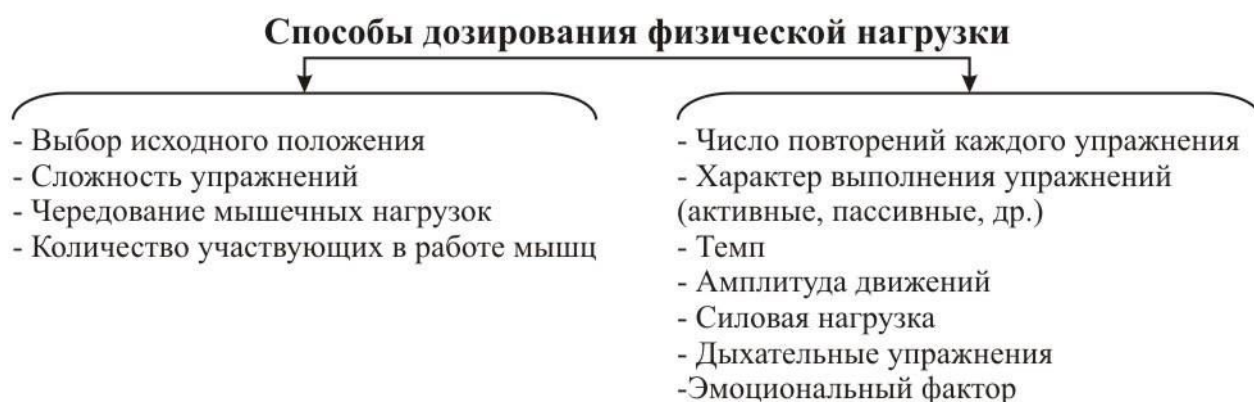 Способы дозирования физической нагрузки
- Выбор исходного положения
- Сложность упражнений
- Чередование мышечных нагрузок
- Количество участвующих в работе мышц
- Число повторений каждого упражнения
- Характер выполнения упражнений
(активные, пассивные, др.)
- Темп
- Амплитуда движений
- Силовая нагрузка
- Дыхательные упражнения
-Эмоциональный фактор